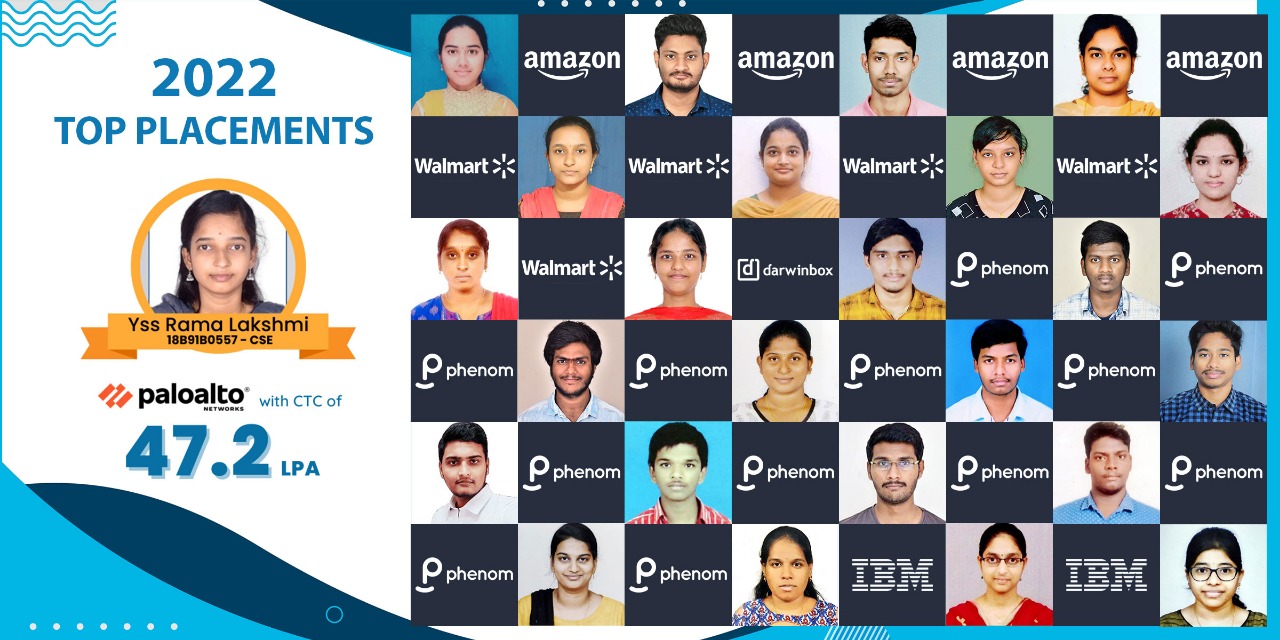 2022
TOP PLACEMENTS
Yss Rama Lakshmi
18B91B0557 - CSE
paloalto®
NETWORKS
with CTC of
47.2 LPA
amazon amazon amazon amazon
Walmart Walmart Walmart Walmart
Walmart darwinbox phenom phenom
phenom phenom phenom phenom
phenom phenom phenom phenom
phenom phenom IBM IBM